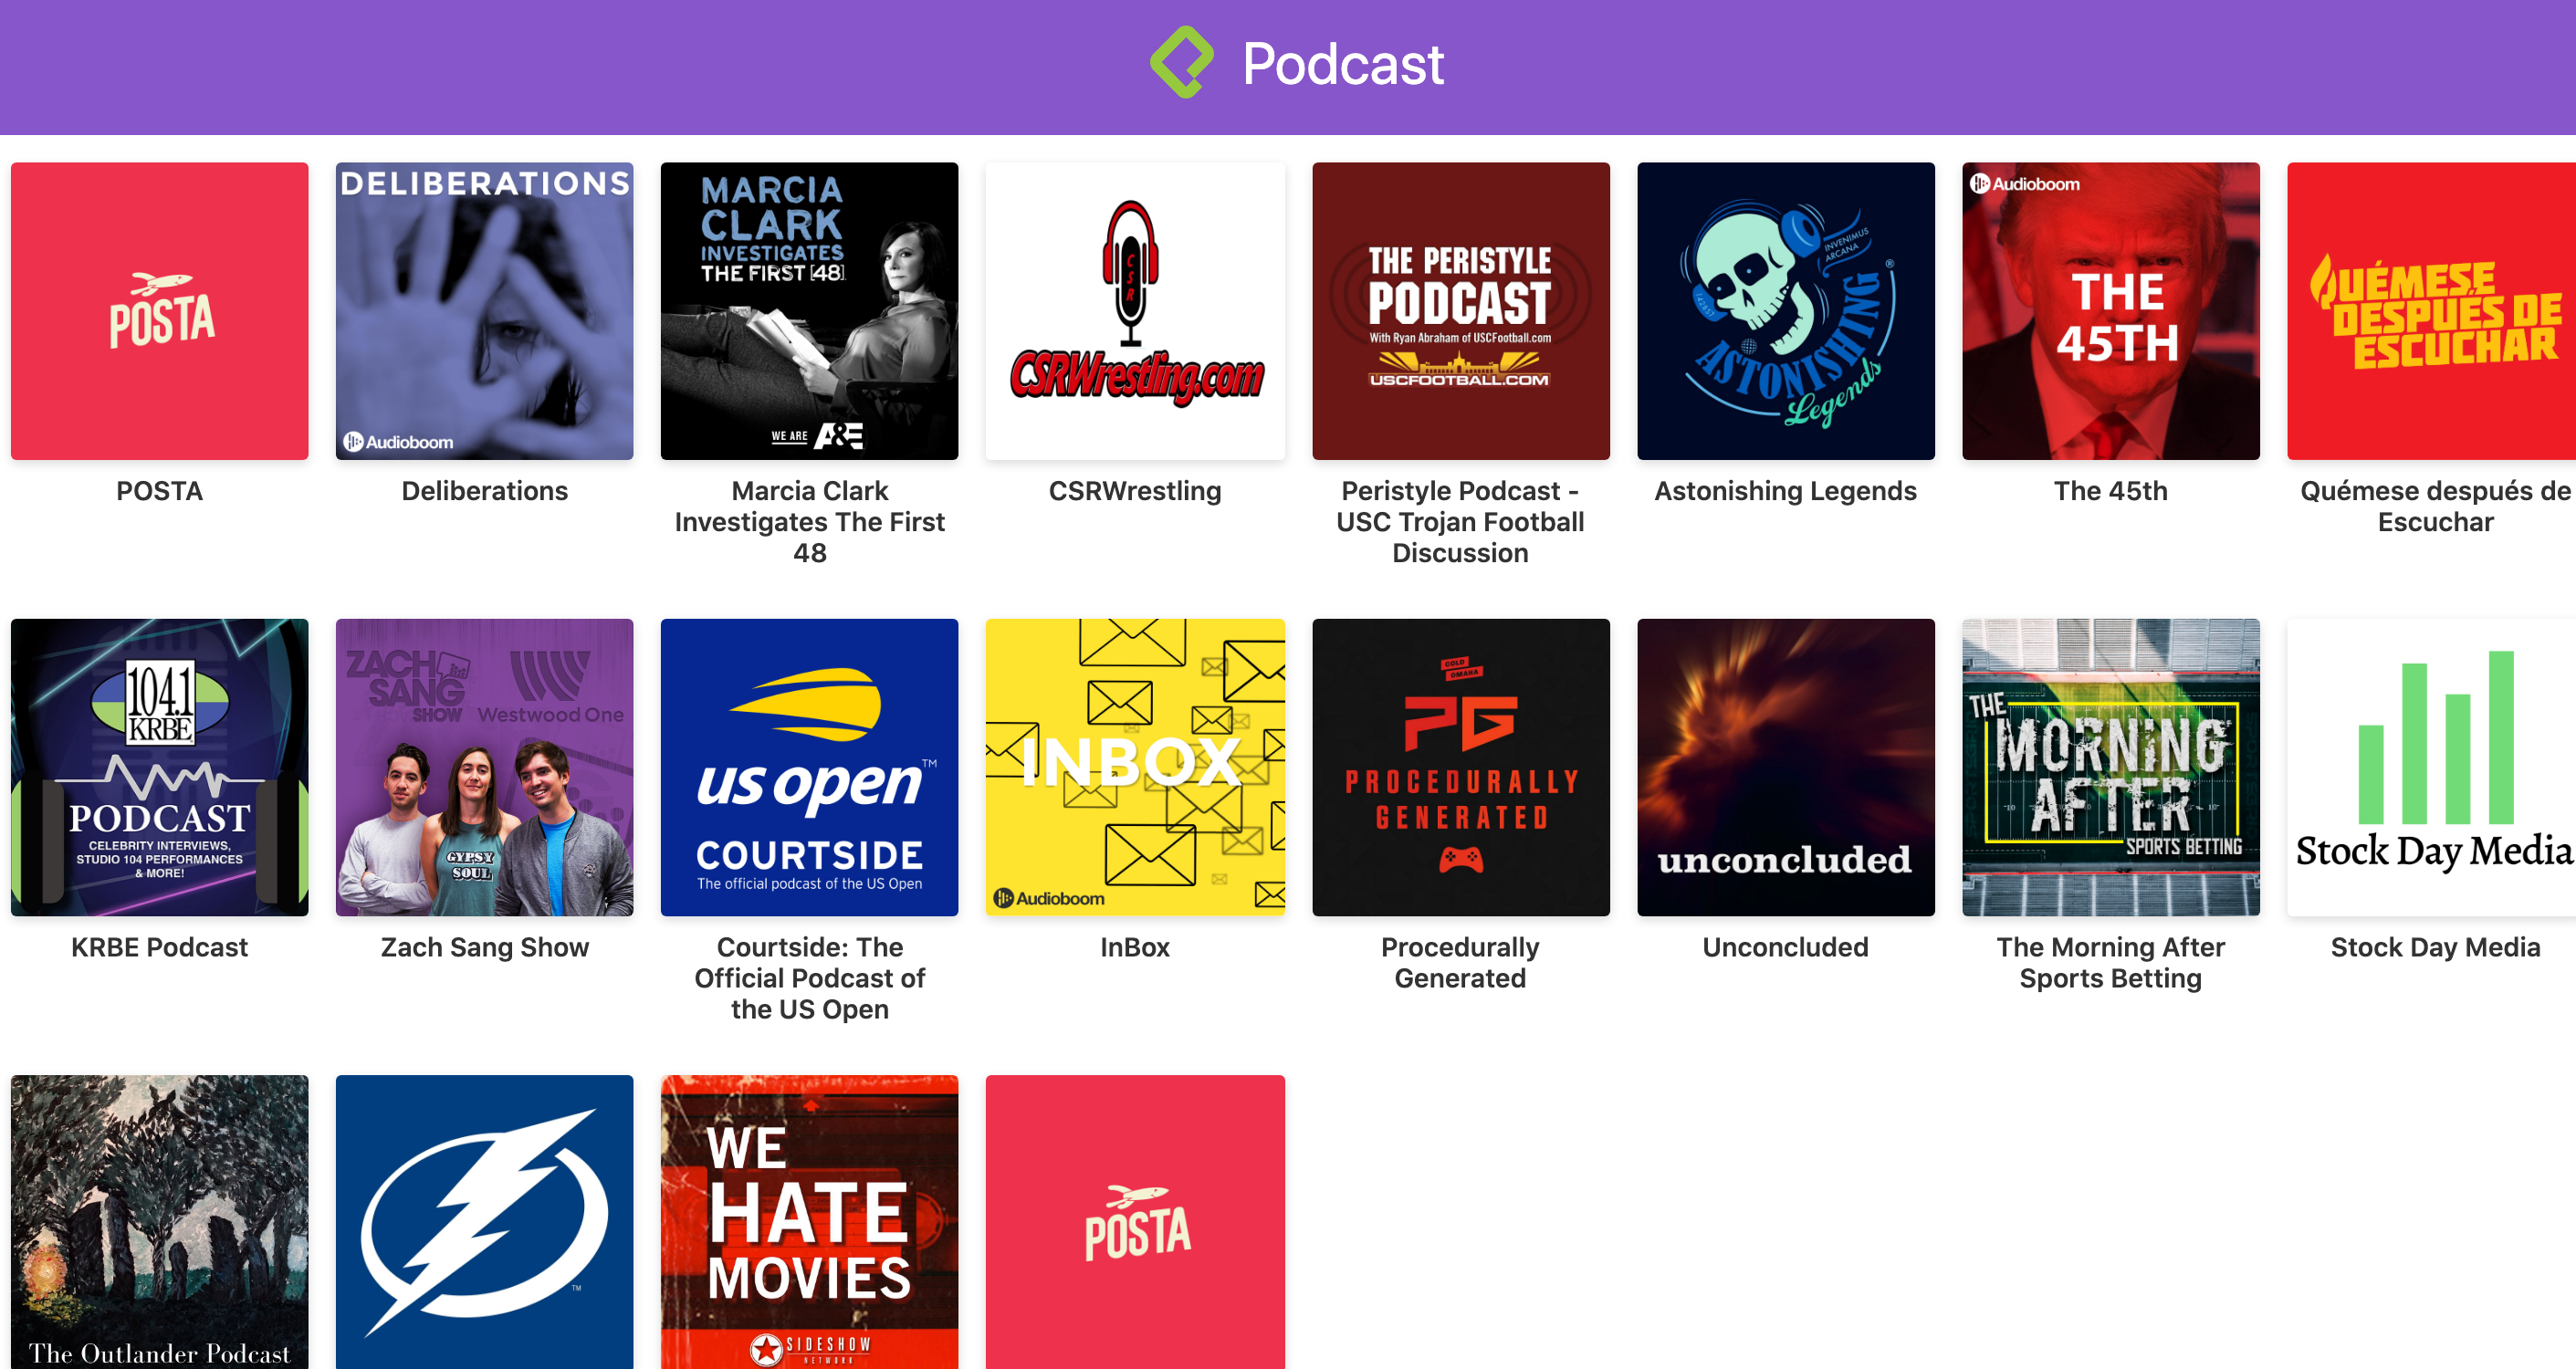 Podcast
POSTA
DELIBERATIONS
Audioboom
MARCIA
CLARK
INVESTIGATES
THE FIRST [48]
WE ARE A&E
CSR
CSRWrestling.com
THE PERISTYLE
PODCAST
With Ryan Abraham of USCFootball.com
USCFOOTBALL.COM
INVENIMUS
ARCANA
142857
ASTONISHING ®
Legends
Audioboom
THE
45TH
QUÉMESE
DESPUÉS DE
ESCUCHAR
POSTA
Deliberations
Marcia Clark
Investigates The First
48
CSRWrestling
Peristyle Podcast -
USC Trojan Football
Discussion
Astonishing Legends
The 45th
Quémese después de
Escuchar
104.1
KRBE
PODCAST
CELEBRITY INTERVIEWS,
STUDIO 104 PERFORMANCES
& MORE!
ZACH
SANG
SHOW
Westwood One
GYPSY
SOUL
us open™
COURTSIDE
The official podcast of the US Open
INBOX
Audioboom
COLD
OMAHA
PG
PROCEDURALLY
GENERATED
unconcluded
THE
MORNING
AFTER
SPORTS BETTING
Stock Day Media
KRBE Podcast
Zach Sang Show
Courtside: The
Official Podcast of
the US Open
InBox
Procedurally
Generated
Unconcluded
The Morning After
Sports Betting
Stock Day Media
The Outlander Podcast
TM
WE
HATE
MOVIES
SIDESHOW
NETWORK
POSTA